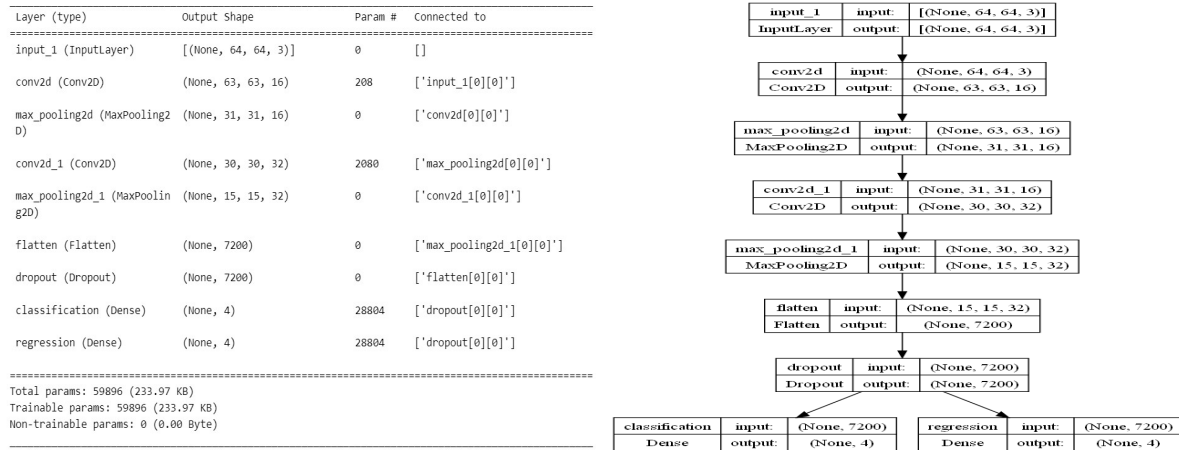 Layer (type) Output Shape Param # Connected to
==================================================================================================
input_1 (InputLayer) [(None, 64, 64, 3)] 0 []
conv2d (Conv2D) (None, 63, 63, 16) 208 ['input_1[0][0]']
max_pooling2d (MaxPooling2 (None, 31, 31, 16) 0 ['conv2d[0][0]']
D)
conv2d_1 (Conv2D) (None, 30, 30, 32) 2080 ['max_pooling2d[0][0]']
max_pooling2d_1 (MaxPoolin (None, 15, 15, 32) 0 ['conv2d_1[0][0]']
g2D)
flatten (Flatten) (None, 7200) 0 ['max_pooling2d_1[0][0]']
dropout (Dropout) (None, 7200) 0 ['flatten[0][0]']
classification (Dense) (None, 4) 28804 ['dropout[0][0]']
regression (Dense) (None, 4) 28804 ['dropout[0][0]']
==================================================================================================
Total params: 59896 (233.97 KB)
Trainable params: 59896 (233.97 KB)
Non-trainable params: 0 (0.00 Byte)
input_1 input: [(None, 64, 64, 3)]
InputLayer output: [(None, 64, 64, 3)]
conv2d input: (None, 64, 64, 3)
Conv2D output: (None, 63, 63, 16)
max_pooling2d input: (None, 63, 63, 16)
MaxPooling2D output: (None, 31, 31, 16)
conv2d_1 input: (None, 31, 31, 16)
Conv2D output: (None, 30, 30, 32)
max_pooling2d_1 input: (None, 30, 30, 32)
MaxPooling2D output: (None, 15, 15, 32)
flatten input: (None, 15, 15, 32)
Flatten output: (None, 7200)
dropout input: (None, 7200)
Dropout output: (None, 7200)
classification input: (None, 7200)
Dense output: (None, 4)
regression input: (None, 7200)
Dense output: (None, 4)